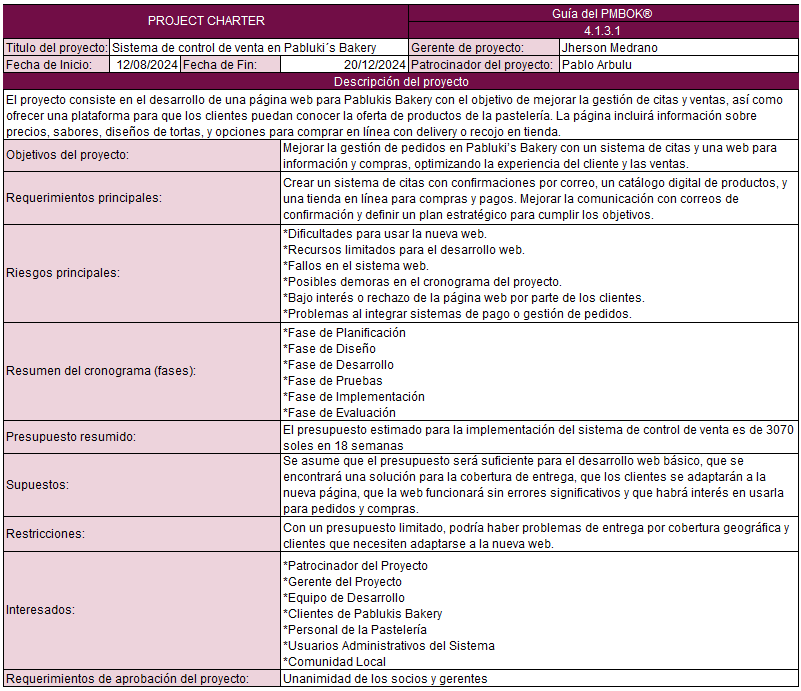 PROJECT CHARTER
Guía del PMBOK®
4.1.3.1
Titulo del proyecto: Sistema de control de venta en Pabluki´s Bakery Gerente de proyecto: Jherson Medrano
Fecha de Inicio: 12/08/2024 Fecha de Fin: 20/12/2024 Patrocinador del proyecto: Pablo Arbulu
Descripción del proyecto
El proyecto consiste en el desarrollo de una página web para Pablukis Bakery con el objetivo de mejorar la gestión de citas y ventas, así como
ofrecer una plataforma para que los clientes puedan conocer la oferta de productos de la pastelería. La página incluirá información sobre
precios, sabores, diseños de tortas, y opciones para comprar en línea con delivery o recojo en tienda.
Objetivos del proyecto:
Mejorar la gestión de pedidos en Pabluki’s Bakery con un sistema de citas y una web para
información y compras, optimizando la experiencia del cliente y las ventas.
Requerimientos principales:
Crear un sistema de citas con confirmaciones por correo, un catálogo digital de productos, y
una tienda en línea para compras y pagos. Mejorar la comunicación con correos de
confirmación y definir un plan estratégico para cumplir los objetivos.
Riesgos principales:
*Dificultades para usar la nueva web.
*Recursos limitados para el desarrollo web.
*Fallos en el sistema web.
*Posibles demoras en el cronograma del proyecto.
*Bajo interés o rechazo de la página web por parte de los clientes.
*Problemas al integrar sistemas de pago o gestión de pedidos.
Resumen del cronograma (fases):
*Fase de Planificación
*Fase de Diseño
*Fase de Desarrollo
*Fase de Pruebas
*Fase de Implementación
*Fase de Evaluación
Presupuesto resumido:
El presupuesto estimado para la implementación del sistema de control de venta es de 3070
soles en 18 semanas
Supuestos:
Se asume que el presupuesto será suficiente para el desarrollo web básico, que se
encontrará una solución para la cobertura de entrega, que los clientes se adaptarán a la
nueva página, que la web funcionará sin errores significativos y que habrá interés en usarla
para pedidos y compras.
Restricciones:
Con un presupuesto limitado, podría haber problemas de entrega por cobertura geográfica y
clientes que necesiten adaptarse a la nueva web.
Interesados:
*Patrocinador del Proyecto
*Gerente del Proyecto
*Equipo de Desarrollo
*Clientes de Pablukis Bakery
*Personal de la Pastelería
*Usuarios Administrativos del Sistema
*Comunidad Local
Requerimientos de aprobación del proyecto: Unanimidad de los socios y gerentes